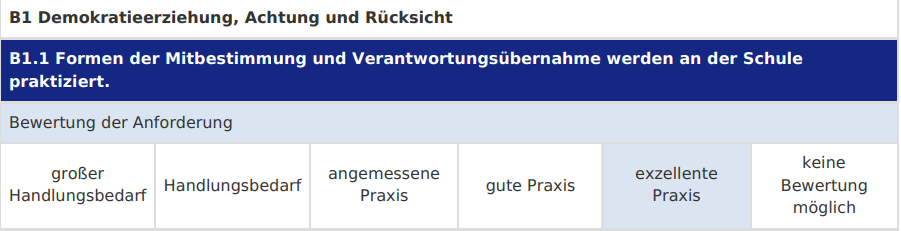 B1 Demokratieerziehung, Achtung und Rücksicht
B1.1 Formen der Mitbestimmung und Verantwortungsübernahme werden an der Schule
praktiziert.
Bewertung der Anforderung
großer
Handlungsbedarf
Handlungsbedarf
angemessene
Praxis
gute Praxis
exzellente
Praxis
keine
Bewertung
möglich